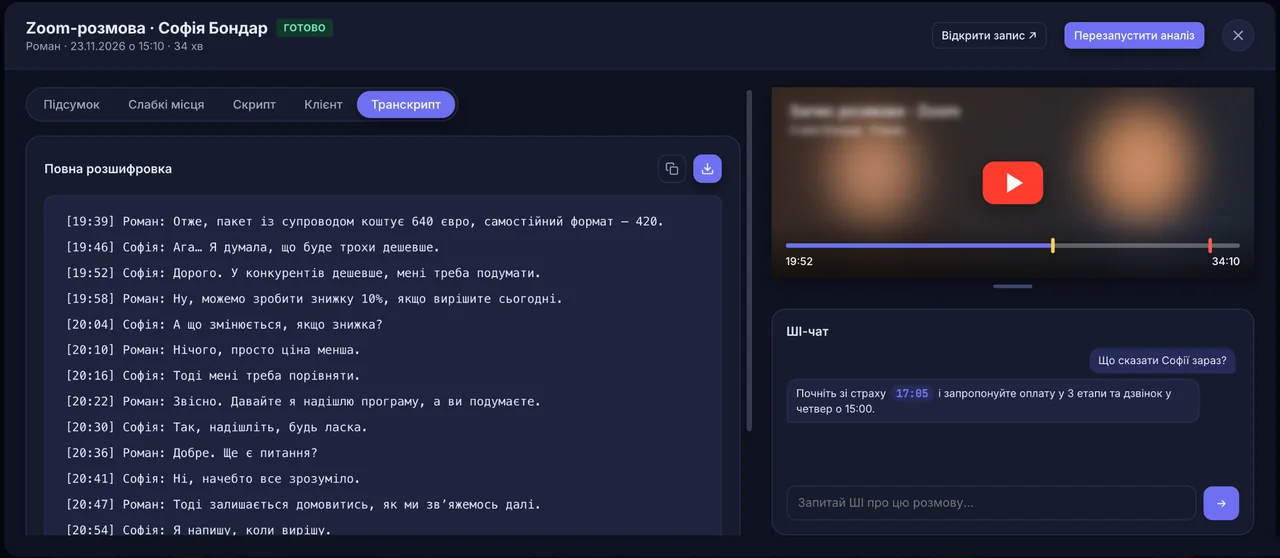 Zoom-розмова · Софія Бондар ГОТОВО
Роман · 23.11.2026 о 15:10 · 34 хв
Відкрити запис ↗
Перезапустити аналіз
Підсумок
Слабкі місця
Скрипт
Клієнт
Транскрипт
Повна розшифровка
[19:39] Роман: Отже, пакет із супроводом коштує 640 євро, самостійний формат — 420.
[19:46] Софія: Ага… Я думала, що буде трохи дешевше.
[19:52] Софія: Дорого. У конкурентів дешевше, мені треба подумати.
[19:58] Роман: Ну, можемо зробити знижку 10%, якщо вирішите сьогодні.
[20:04] Софія: А що змінюється, якщо знижка?
[20:10] Роман: Нічого, просто ціна менша.
[20:16] Софія: Тоді мені треба порівняти.
[20:22] Роман: Звісно. Давайте я надішлю програму, а ви подумаєте.
[20:30] Софія: Так, надішліть, будь ласка.
[20:36] Роман: Добре. Ще є питання?
[20:41] Софія: Ні, начебто все зрозуміло.
[20:47] Роман: Тоді залишається домовитись, як ми зв’яжемось далі.
[20:54] Софія: Я напишу, коли вирішу.
Запис розмови · Zoom
19:52
34:10
ШІ-чат
Що сказати Софії зараз?
Почніть зі страху 17:05 і запропонуйте оплату у 3 етапи та дзвінок у
четвер о 15:00.
Запитай ШІ про цю розмову…